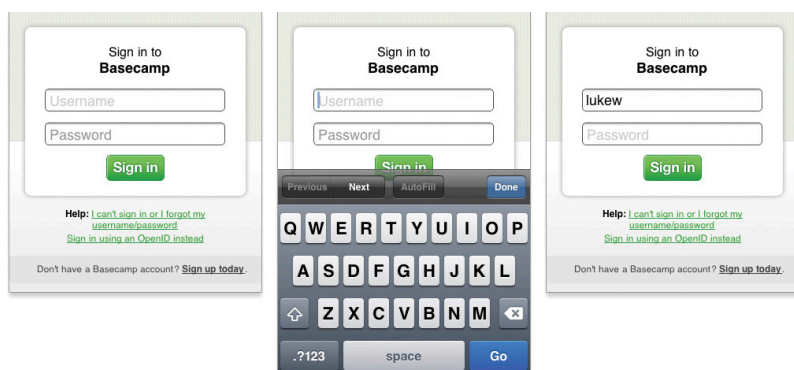 Sign in to
Basecamp
Username
Password
Sign in
Help: I can't sign in or I forgot my
username/password
Sign in using an OpenID instead
Don't have a Basecamp account? Sign up today.
Sign in to
Basecamp
Username
Password
Sign in
Previous Next AutoFill Done
Q W E R T Y U I O P
A S D F G H J K L
Z X C V B N M
.?123 space Go
Sign in to
Basecamp
lukew
Password
Sign in
Help: I can't sign in or I forgot my
username/password
Sign in using an OpenID instead
Don't have a Basecamp account? Sign up today.